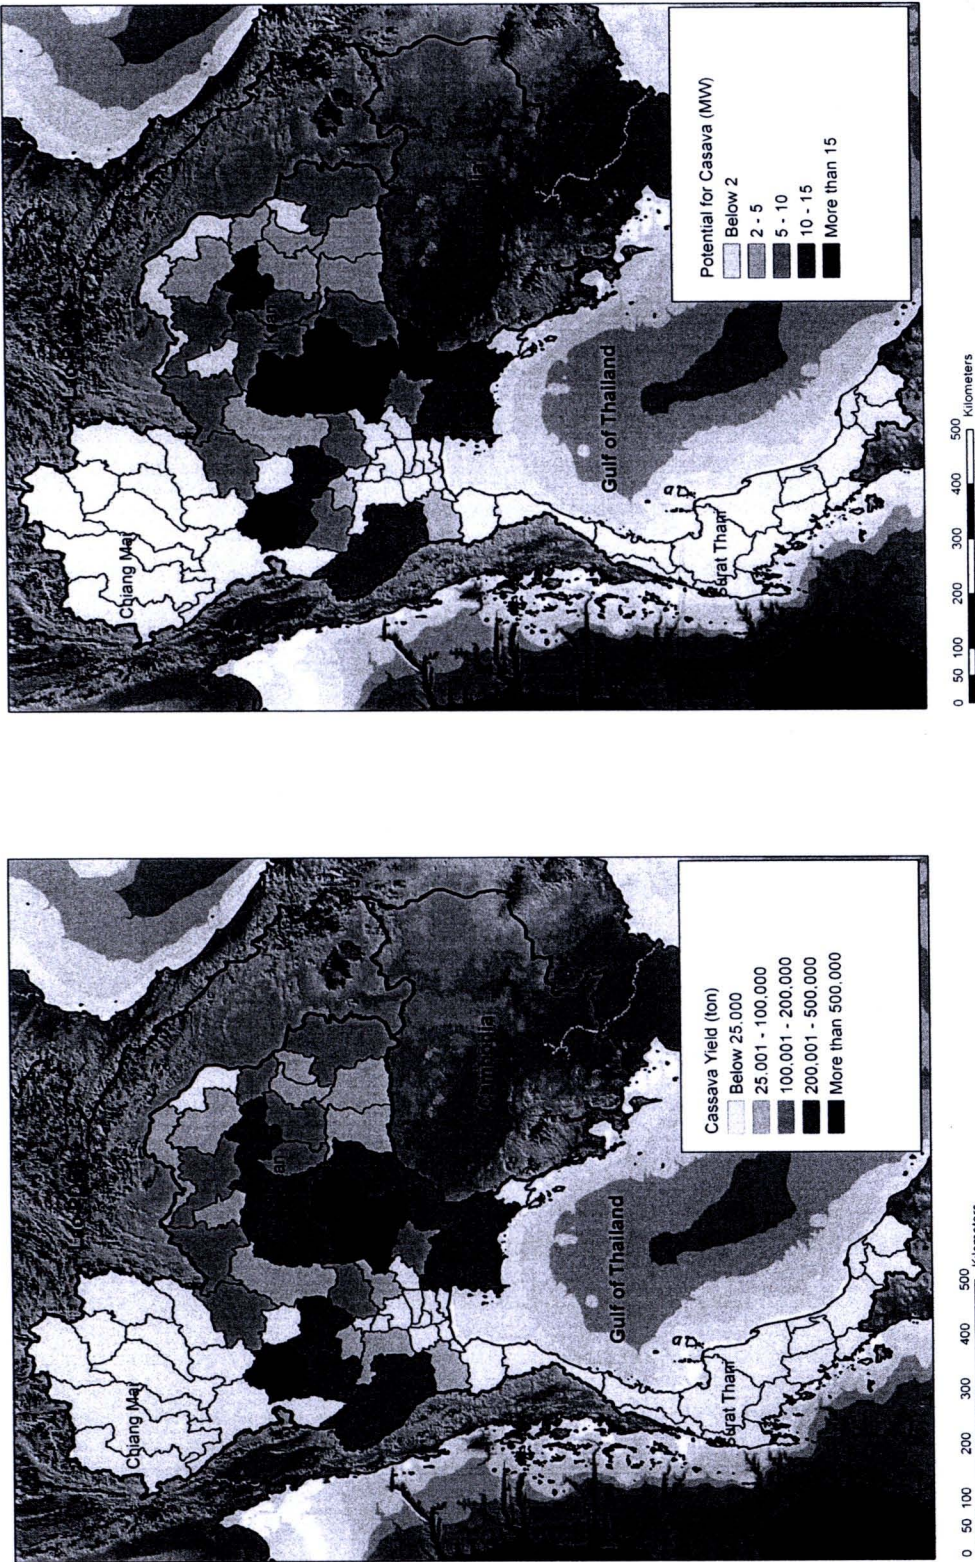 Chiang Mai
Gulf of Thailand
Surat Thani
Cassava Yield (ton)
Below 25.000
25.001 - 100.000
100.001 - 200.000
200.001 - 500.000
More than 500.000
0 50 100 200 300 400 500
Kilometers
Chiang Mai
Gulf of Thailand
Surat Thani
Potential for Casava (MW)
Below 2
2 - 5
5 - 10
10 - 15
More than 15
0 50 100 200 300 400 500
Kilometers